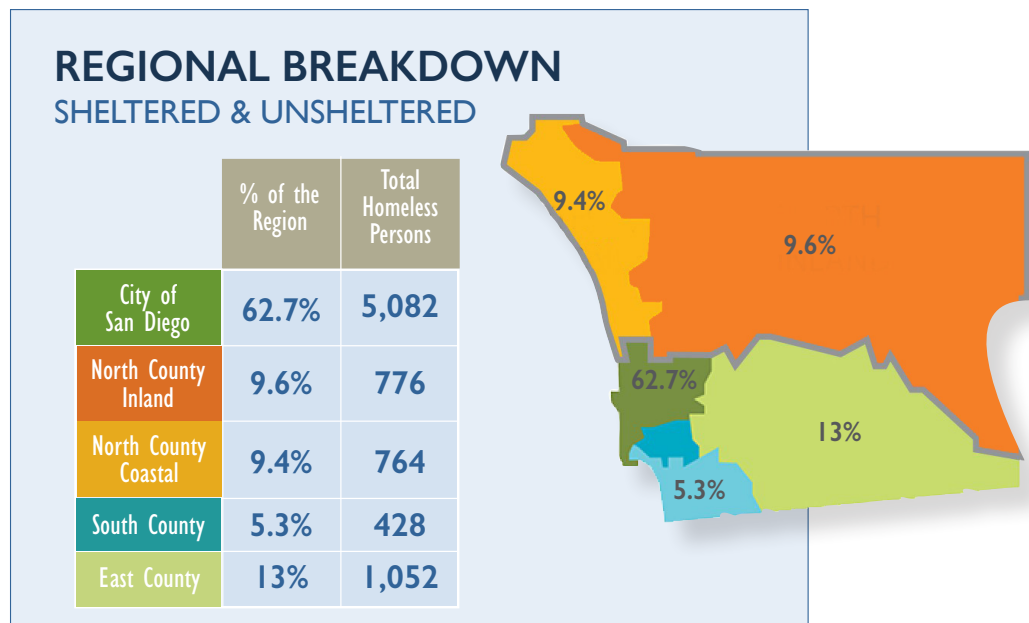 REGIONAL BREAKDOWN
SHELTERED & UNSHELTERED
% of the
Region
Total
Homeless
Persons
City of
San Diego
62.7%
5,082
North County
Inland
9.6%
776
North County
Coastal
9.4%
764
South County
5.3%
428
East County
13%
1,052
9.4%
9.6%
62.7%
13%
5.3%